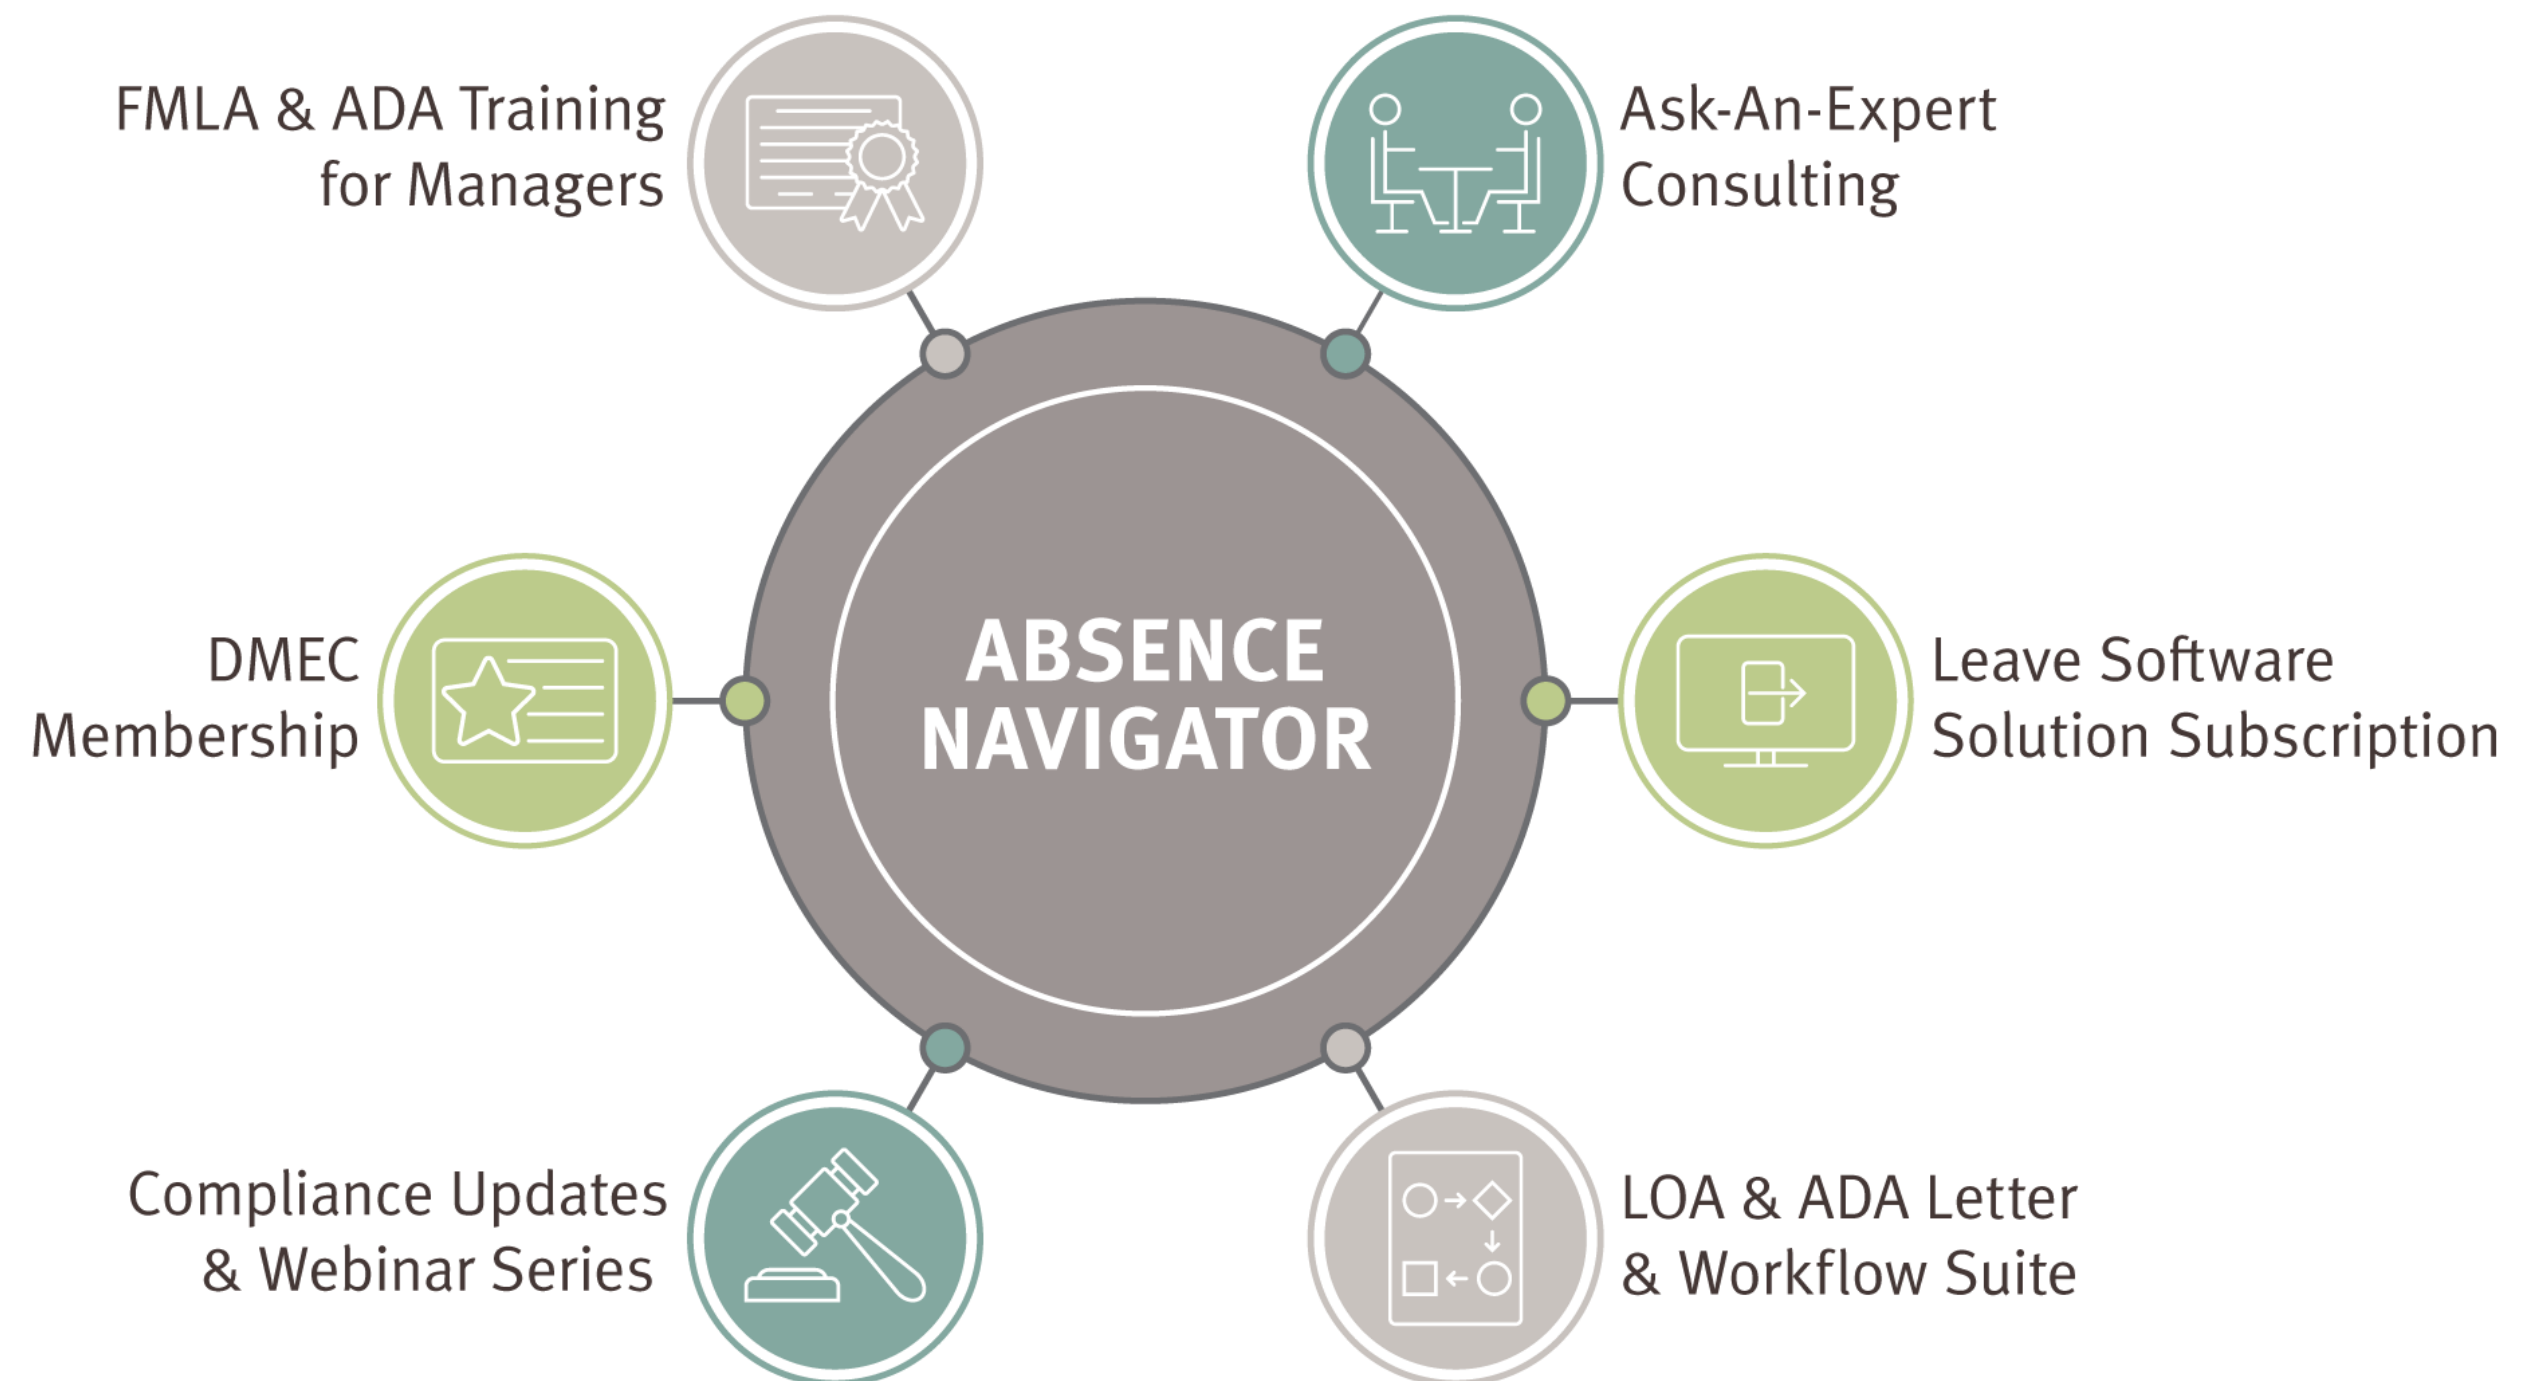 FMLA & ADA Training
for Managers
Ask-An-Expert
Consulting
DMEC
Membership
ABSENCE
NAVIGATOR
Leave Software
Solution Subscription
Compliance Updates
& Webinar Series
LOA & ADA Letter
& Workflow Suite